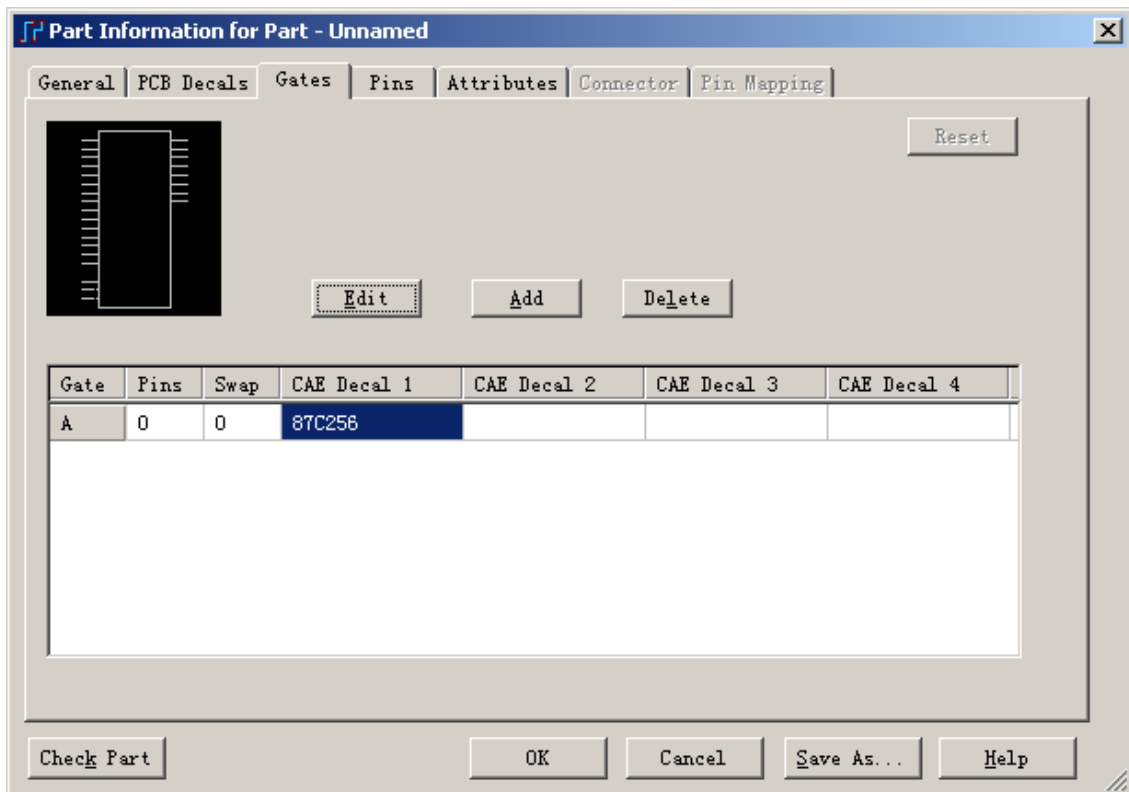 Part Information for Part - Unnamed
General PCB Decals Gates Pins Attributes Connector Pin Mapping
Reset
Edit Add Delete
Gate Pins Swap CAE Decal 1 CAE Decal 2 CAE Decal 3 CAE Decal 4
A 0 0 87C256
Check Part OK Cancel Save As... Help